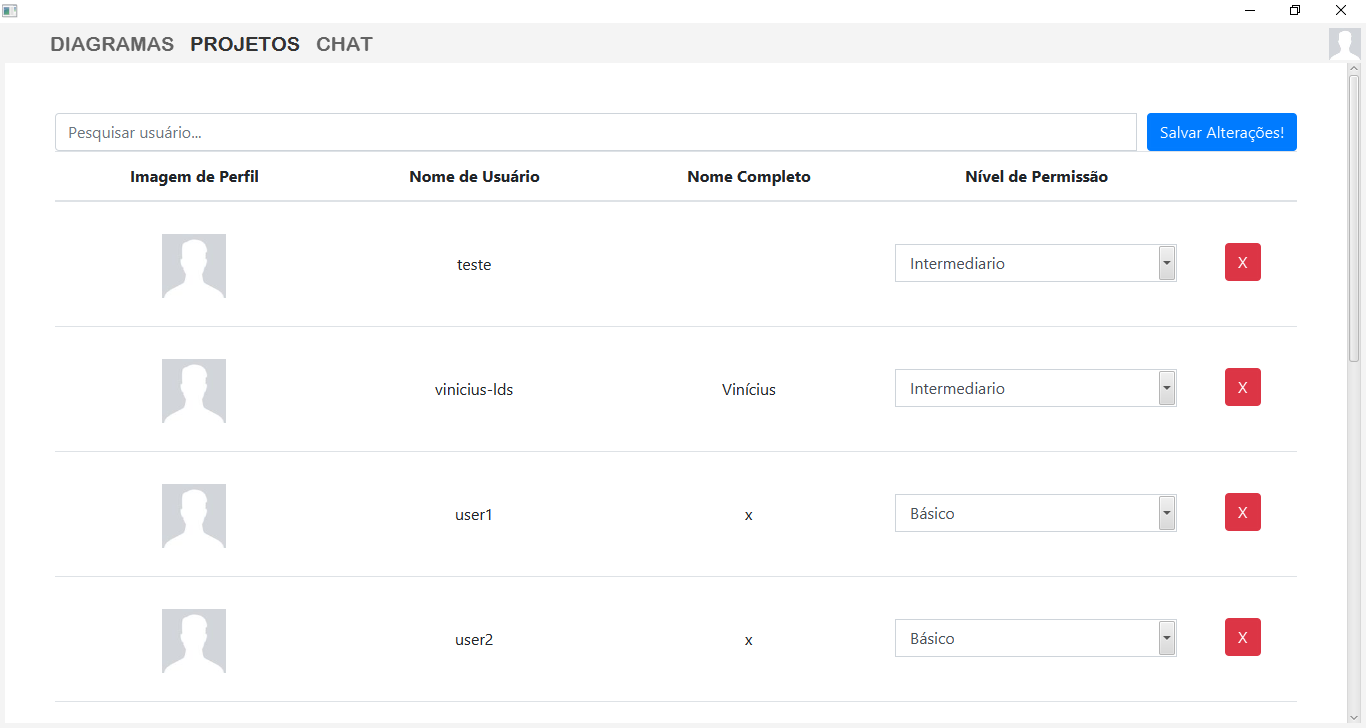 DIAGRAMAS PROJETOS CHAT
Pesquisar usuário... Salvar Alterações!
Imagem de Perfil Nome de Usuário Nome Completo Nível de Permissão
teste Intermediario X
vinicius-lds Vinícius Intermediario X
user1 x Básico X
user2 x Básico X